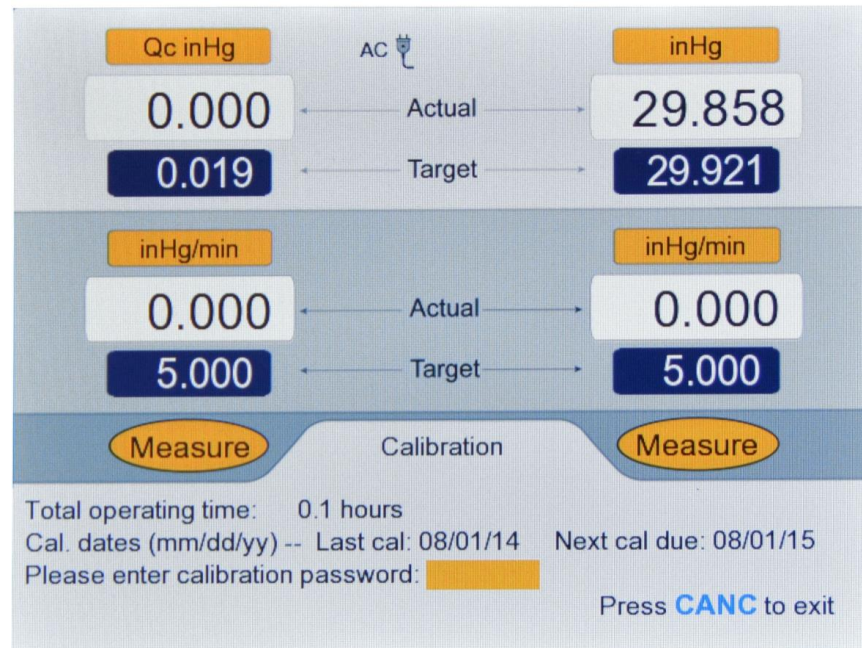 Qc inHg AC inHg
0.000 Actual 29.858
0.019 Target 29.921
inHg/min inHg/min
0.000 Actual 0.000
5.000 Target 5.000
Measure Calibration Measure
Total operating time: 0.1 hours
Cal. dates (mm/dd/yy) -- Last cal: 08/01/14 Next cal due: 08/01/15
Please enter calibration password:
Press CANC to exit